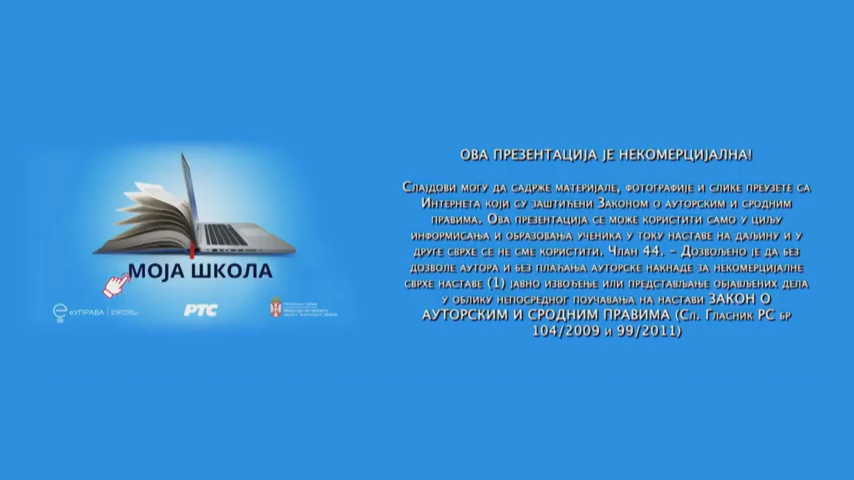 МОЈА ШКОЛА
еУПРАВА
РТС
ОВА ПРЕЗЕНТАЦИЈА ЈЕ НЕКОМЕРЦИЈАЛНА!
Слајдови могу да садрже материјале, фотографије и слике преузете са
Интернета који су заштићени Законом о ауторским и сродним
правима. Ова презентација се може користити само у циљу
информисања и образовања ученика у току наставе на даљину и у
друге сврхе се не сме користити. Члан 44. – Дозвољено је да без
дозволе аутора и без плаћања ауторске накнаде за некомерцијалне
сврхе наставе (1) јавно извођење или представљање објављених дела
у облику непосредног поучавања на настави ЗАКОН О
АУТОРСКИМ И СРОДНИМ ПРАВИМА (Сл. Гласник РС бр
104/2009 и 99/2011)